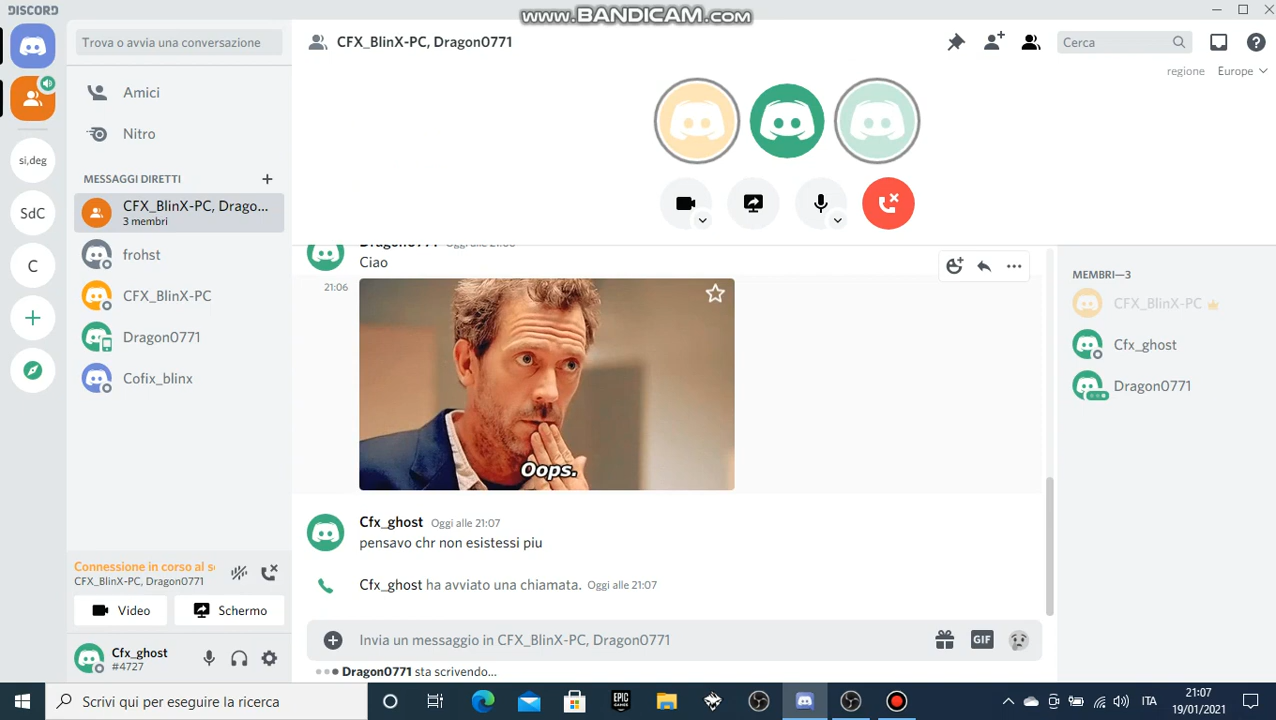 DISCORD
www.BANDICAM.com
Trova o avvia una conversazione
CFX_BlinX-PC, Dragon0771
Cerca
regione Europe
Amici
Nitro
MESSAGGI DIRETTI
CFX_BlinX-PC, Drago...
3 membri
frohst
CFX_BlinX-PC
Dragon0771
Cofix_blinx
si,deg
SdC
C
Ciao
21:06
Oops.
Cfx_ghost Oggi alle 21:07
pensavo chr non esistessi piu
Cfx_ghost ha avviato una chiamata. Oggi alle 21:07
Invia un messaggio in CFX_BlinX-PC, Dragon0771
GIF
Dragon0771 sta scrivendo...
MEMBRI—3
CFX_BlinX-PC
Cfx_ghost
Dragon0771
Connessione in corso al s
CFX_BlinX-PC, Dragon0771
Video
Schermo
Cfx_ghost
#4727
Scrivi qui per eseguire la ricerca
EPIC GAMES
ITA
21:07
19/01/2021